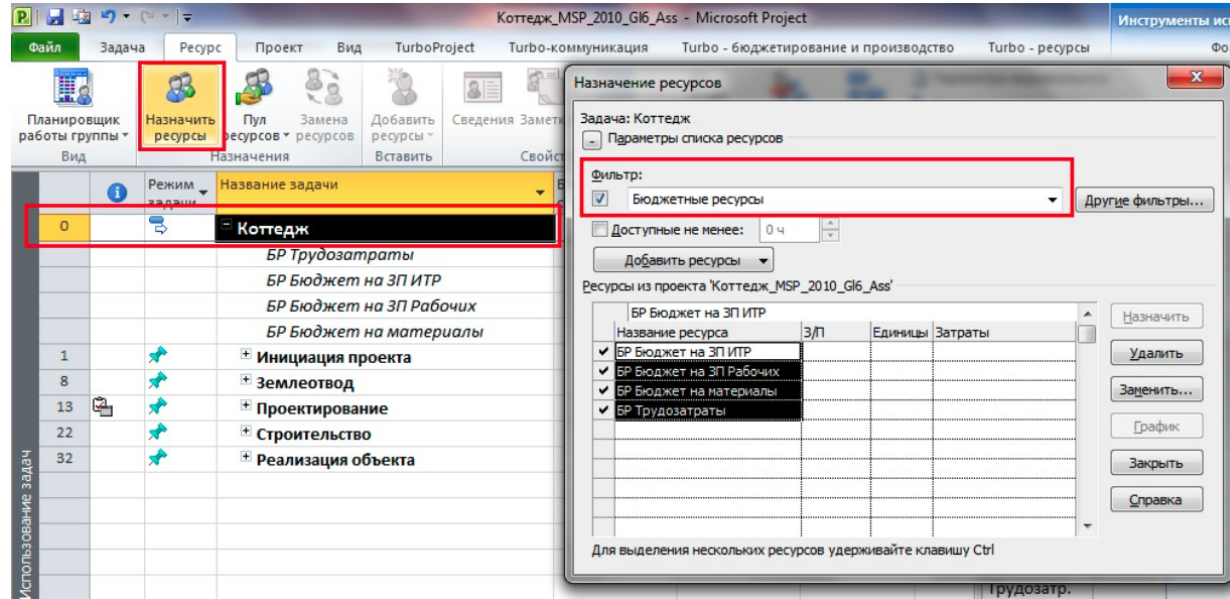 Коттедж_MSP_2010_Gl6_Ass - Microsoft Project
Инструменты ис
Файл Задача Ресурс Проект Вид TurboProject Turbo-коммуникация Turbo - бюджетирование и производство Turbo - ресурсы Фо
Планировщик работы группы
Назначить ресурсы
Пул ресурсов
Замена ресурсов
Добавить ресурсы
Сведения
Вид
Назначения
Вставить
Режим задачи
Название задачи
0 Коттедж
БР Трудозатраты
БР Бюджет на ЗП ИТР
БР Бюджет на ЗП Рабочих
БР Бюджет на материалы
1 Инициация проекта
8 Землеотвод
13 Проектирование
22 Строительство
32 Реализация объекта
Использование задач
Назначение ресурсов
Задача: Коттедж
Параметры списка ресурсов
Фильтр:
Бюджетные ресурсы
Другие фильтры...
Доступные не менее: 0 ч
Добавить ресурсы
Ресурсы из проекта 'Коттедж_MSP_2010_Gl6_Ass'
БР Бюджет на ЗП ИТР
Название ресурса З/П Единицы Затраты
БР Бюджет на ЗП ИТР
БР Бюджет на ЗП Рабочих
БР Бюджет на материалы
БР Трудозатраты
Назначить
Удалить
Заменить...
График
Закрыть
Справка
Для выделения нескольких ресурсов удерживайте клавишу Ctrl
Трудозатр.